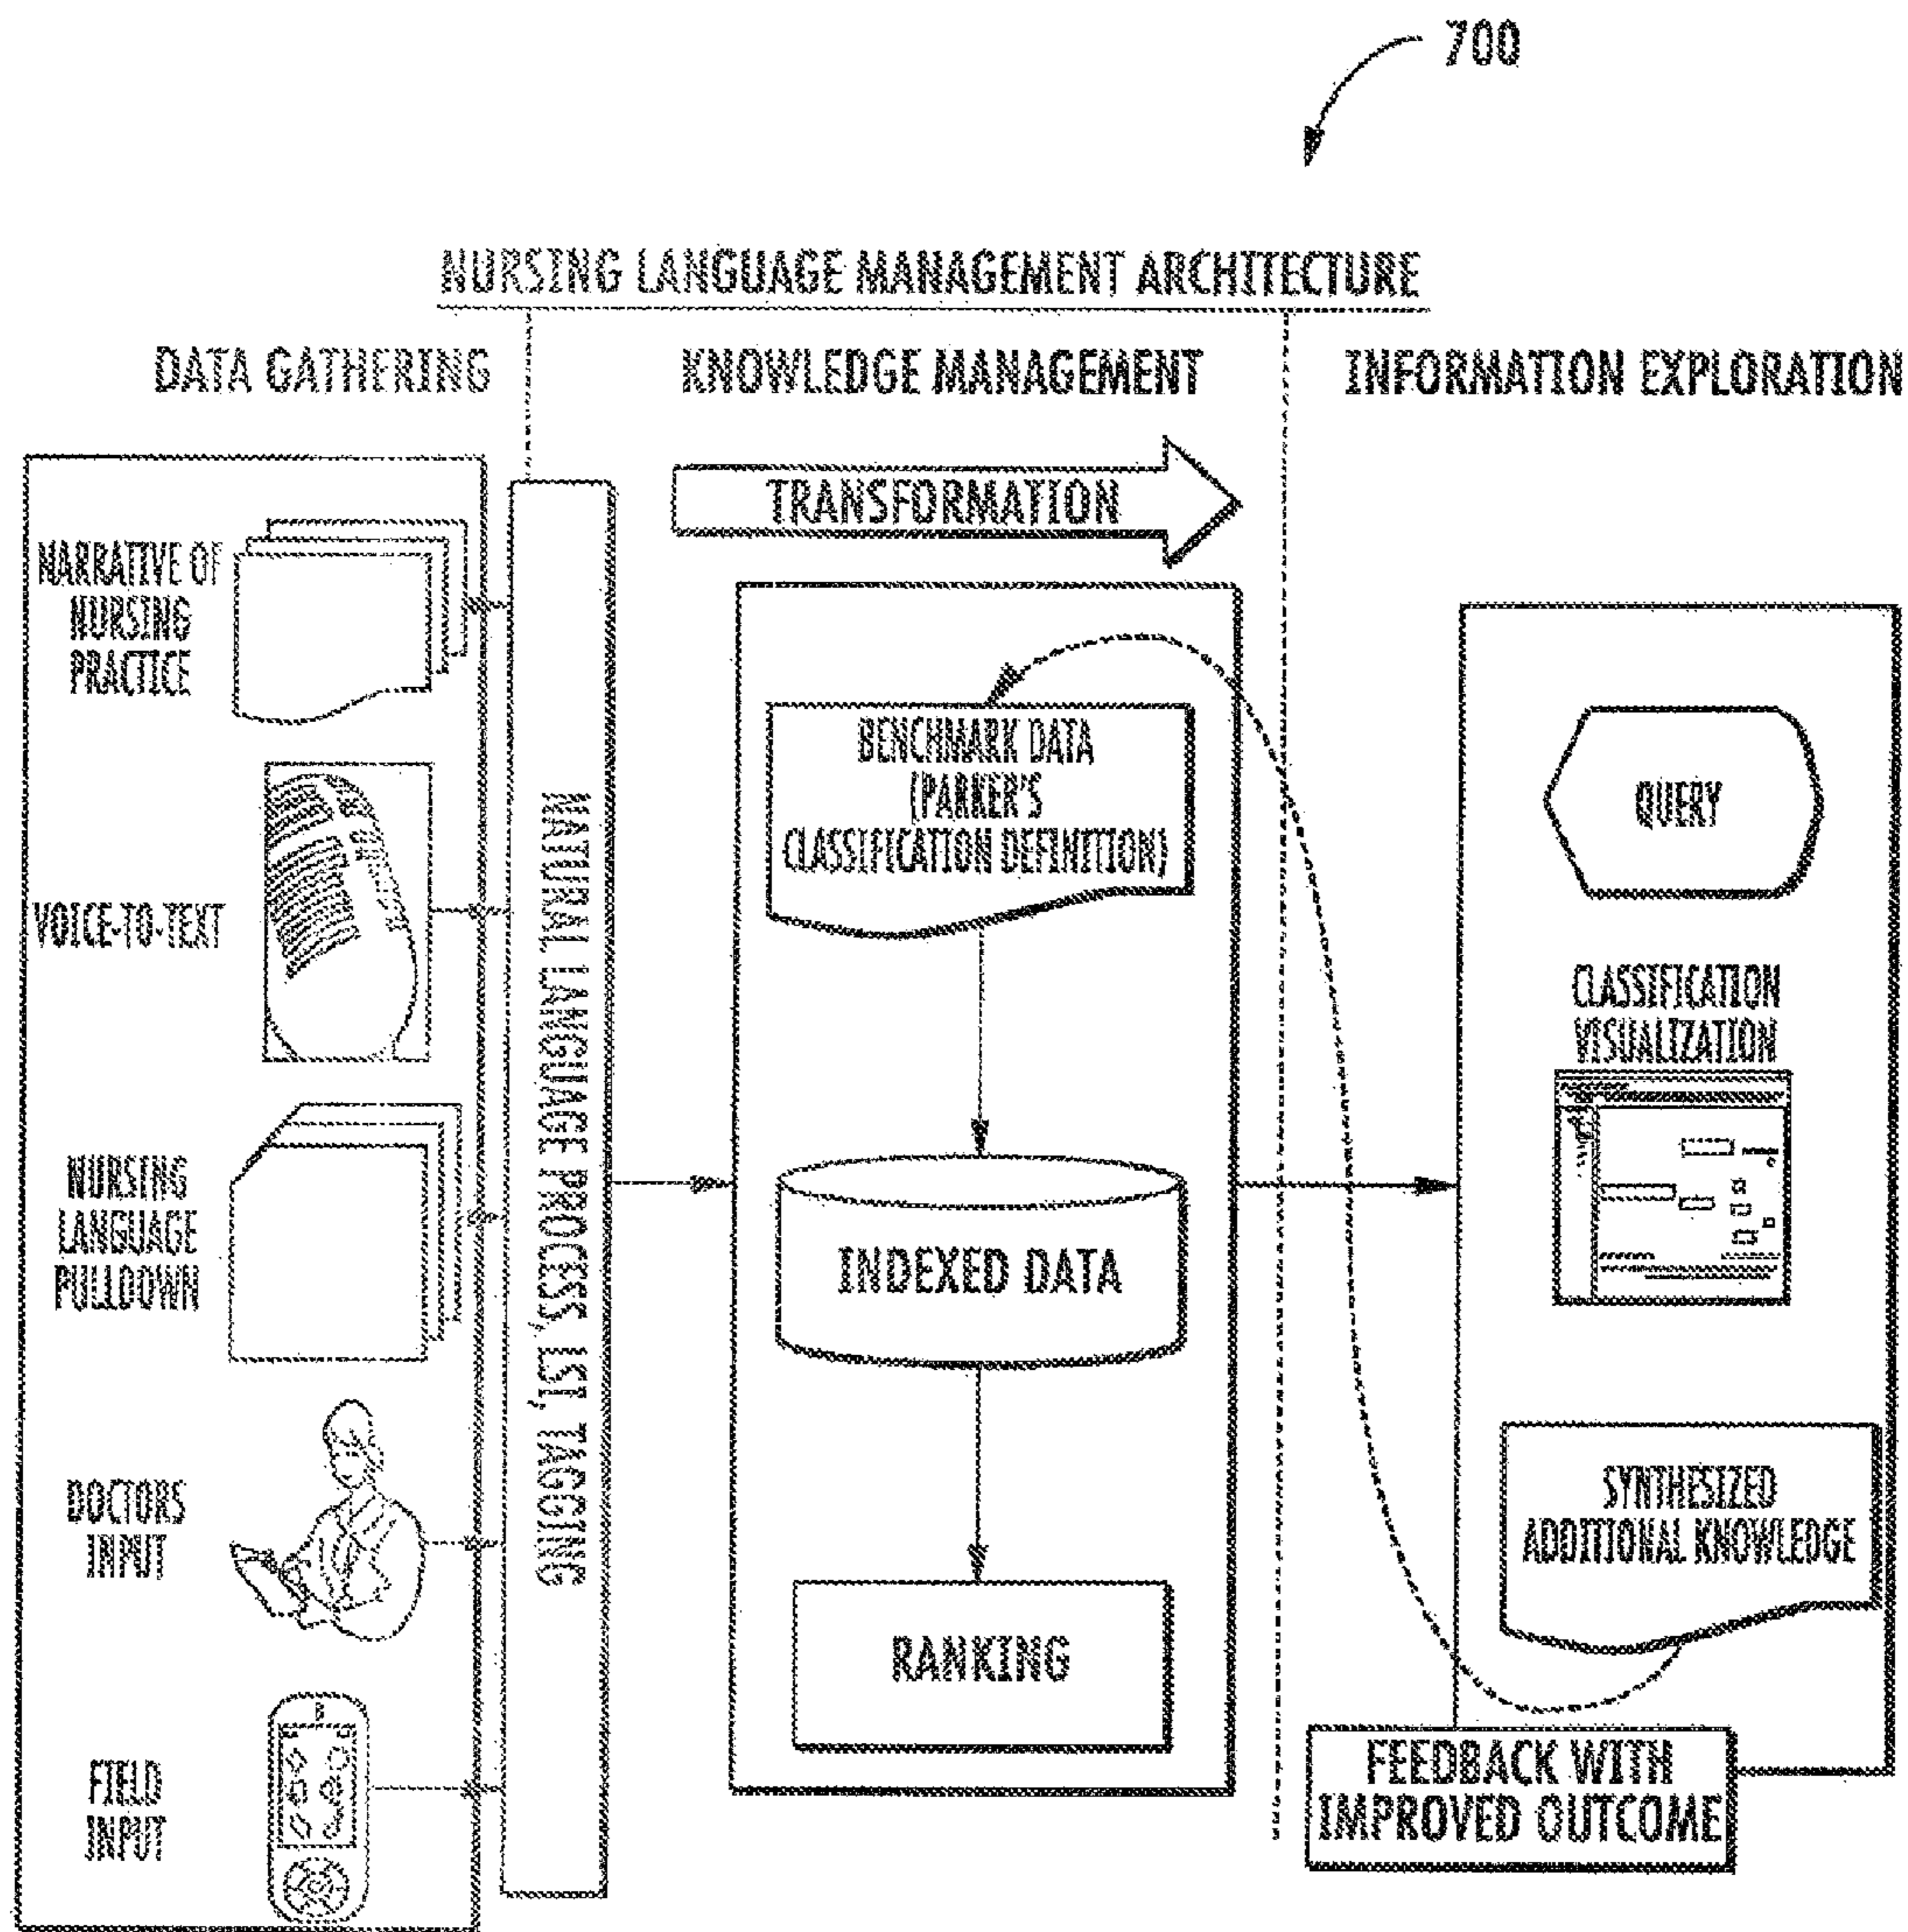 700
NURSING LANGUAGE MANAGEMENT ARCHITECTURE
DATA GATHERING
KNOWLEDGE MANAGEMENT
INFORMATION EXPLORATION
TRANSFORMATION
NARRATIVE OF
NURSING
PRACTICE
VOICE-TO-TEXT
NURSING
LANGUAGE
PULLDOWN
DOCTORS
INPUT
FIELD
INPUT
NATURAL LANGUAGE PROCESS, LSI, TAGGING
BENCHMARK DATA
(PARKER'S
CLASSIFICATION DEFINITION)
INDEXED DATA
RANKING
QUERY
CLASSIFICATION
VISUALIZATION
SYNTHESIZED
ADDITIONAL KNOWLEDGE
FEEDBACK WITH
IMPROVED OUTCOME